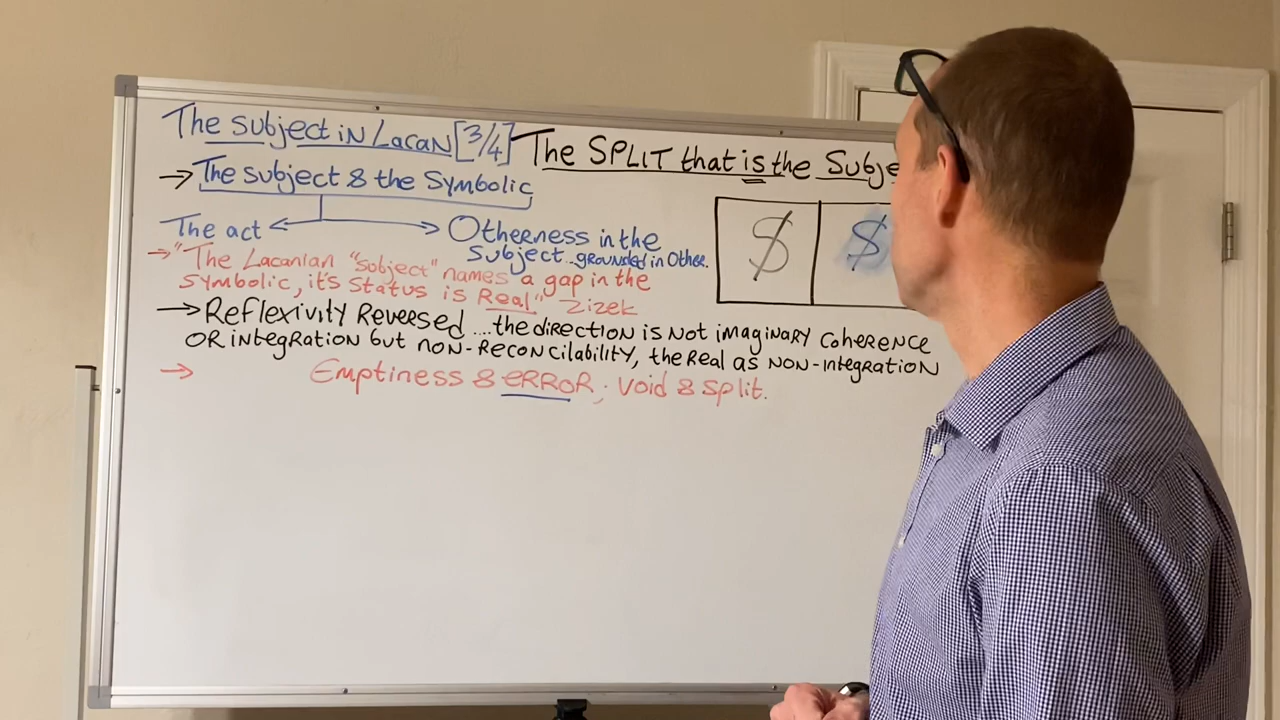 The subject in Lacan [3/4]
The SPLIT that is the Subje
→ The subject & the Symbolic
The act
Otherness in the
Subject...grounded in Other.
$ $
→ "The Lacanian "subject" names a gap in the
symbolic, it's status is Real" Zizek
→ Reflexivity Reversed ....the direction is not imaginary coherence
OR integration but non-Reconcilability, the Real as non-integration
→ Emptiness & ERROR; void & split.